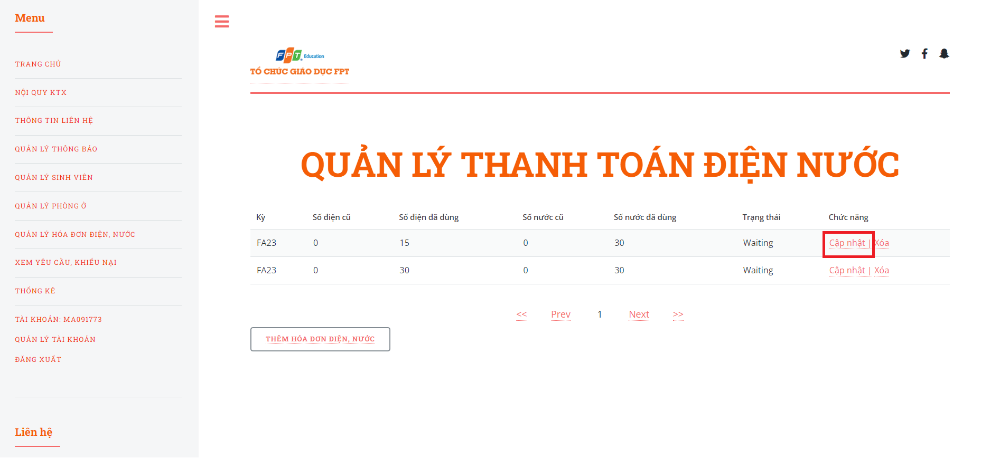 Menu
TRANG CHỦ
NỘI QUY KTX
THÔNG TIN LIÊN HỆ
QUẢN LÝ THÔNG BÁO
QUẢN LÝ SINH VIÊN
QUẢN LÝ PHÒNG Ở
QUẢN LÝ HÓA ĐƠN ĐIỆN, NƯỚC
XEM YÊU CẦU, KHIẾU NẠI
THỐNG KÊ
TÀI KHOẢN: MA091773
QUẢN LÝ TÀI KHOẢN
ĐĂNG XUẤT
Liên hệ
FPT Education
TỔ CHỨC GIÁO DỤC FPT
QUẢN LÝ THANH TOÁN ĐIỆN NƯỚC
Kỳ Số điện cũ Số điện đã dùng Số nước cũ Số nước đã dùng Trạng thái Chức năng
FA23 0 15 0 30 Waiting Cập nhật | Xóa
FA23 0 30 0 30 Waiting Cập nhật | Xóa
<< Prev 1 Next >>
THÊM HÓA ĐƠN ĐIỆN, NƯỚC